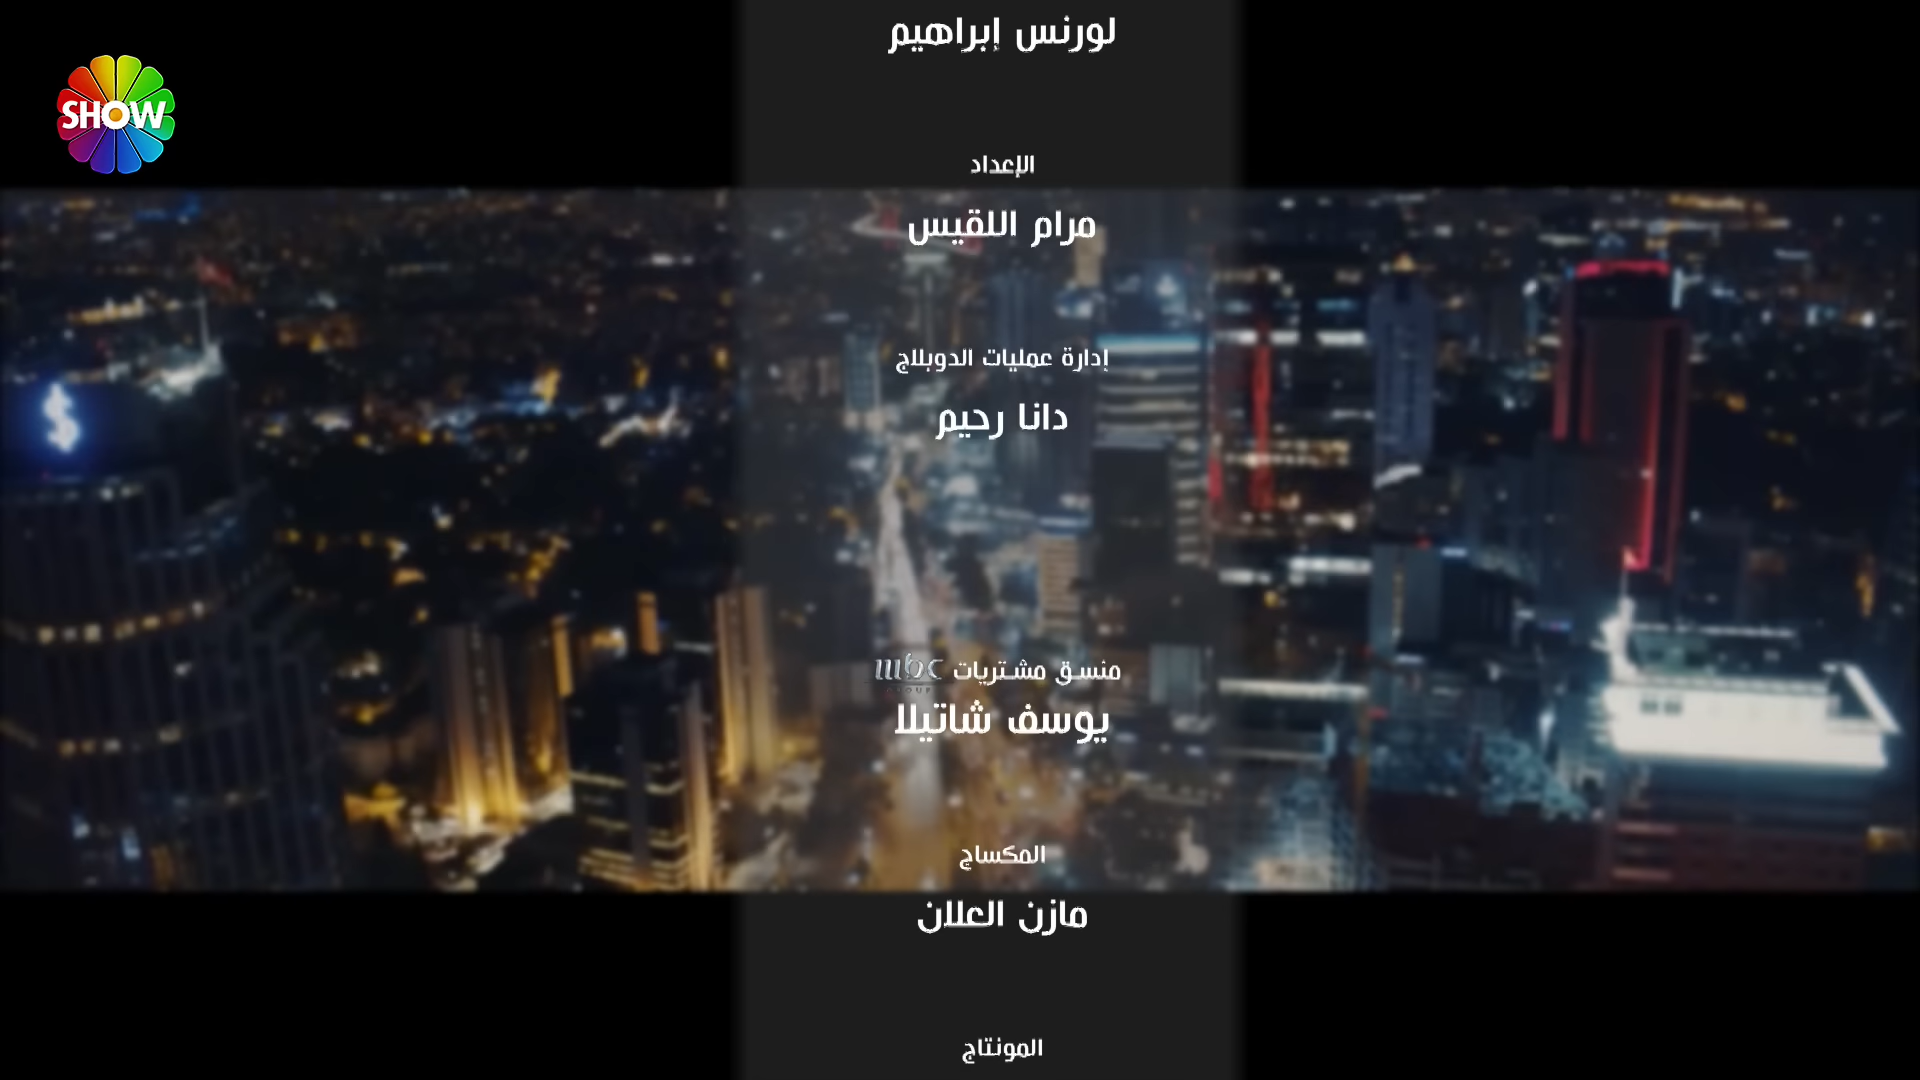 لورنس إبراهيم
SHOW
الإعداد
مرام اللقيس
إدارة عمليات الدوبلاج
دانا رحيم
منسق مشتريات mbc
GROUP
يوسف شاتيلا
المكساج
مازن العلان
المونتاج